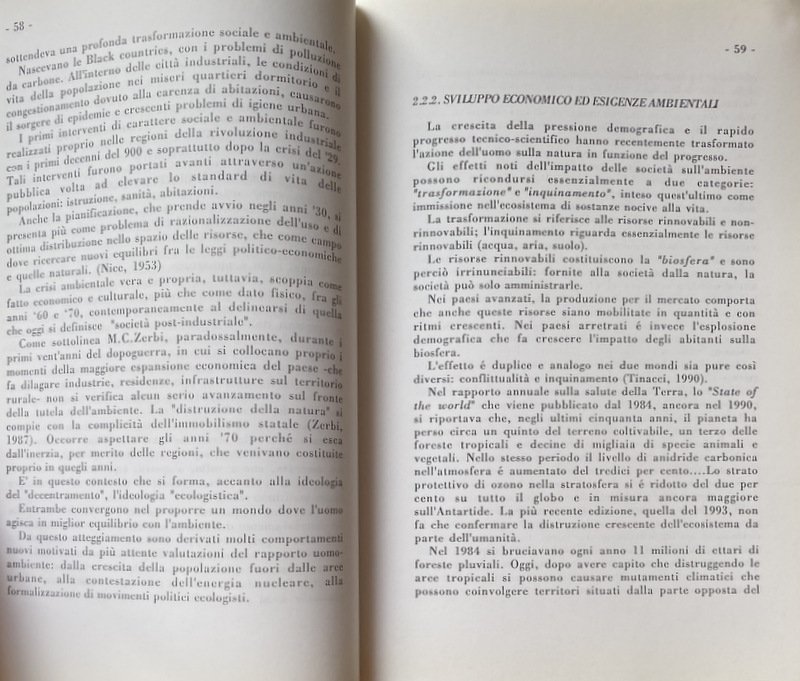 - 58 -
sottendeva una profonda trasformazione sociale e ambientale.
Nascevano le Black countries, con i problemi di polluzione
da carbone. All'interno delle città industriali, le condizioni di
vita della popolazione nei miseri quartieri dormitorio e il
congestionamento dovuto alla carenza di abitazioni, causarono
il sorgere di epidemie e crescenti problemi di igiene urbana.
I primi interventi di carattere sociale e ambientale furono
realizzati proprio nelle regioni della rivoluzione industriale
con i primi decenni del 900 e soprattutto dopo la crisi del '29.
Tali interventi furono portati avanti attraverso un'azione
pubblica volta ad elevare lo standard di vita delle
popolazioni: istruzione, sanità, abitazioni.
Anche la pianificazione, che prende avvio negli anni '30, si
presenta più come problema di razionalizzazione dell'uso e di
ottima distribuzione nello spazio delle risorse, che come campo
dove ricercare nuovi equilibri fra le leggi politico-economiche
e quelle naturali. (Nice, 1953)
La crisi ambientale vera e propria, tuttavia, scoppia come
fatto economico e culturale, più che come dato fisico, fra gli
anni '60 e '70, contemporaneamente al delinearsi di quella
che oggi si definisce "società post-industriale".
Come sottolinea M.C.Zerbi, paradossalmente, durante i
primi vent'anni del dopoguerra, in cui si collocano proprio i
momenti della maggiore espansione economica del paese -che
fa dilagare industrie, residenze, infrastrutture sul territorio
rurale- non si verifica alcun serio avanzamento sul fronte
della tutela dell'ambiente. La "distruzione della natura" si
compie con la complicità dell'immobilismo statale (Zerbi,
1987). Occorre aspettare gli anni '70 perché si esca
dall'inerzia, per merito delle regioni, che venivano costituite
proprio in quegli anni.
E' in questo contesto che si forma, accanto alla ideologia
del "decentramento", l'ideologia "ecologistica".
Entrambe convergono nel proporre un mondo dove l'uomo
agisca in miglior equilibrio con l'ambiente.
Da questo atteggiamento sono derivati molti comportamenti
nuovi motivati da più attente valutazioni del rapporto uomo-
ambiente: dalla crescita della popolazione fuori dalle aree
urbane, alla contestazione dell'energia nucleare, alla
formalizzazione di movimenti politici ecologisti.
- 59 -
2.2.2. SVILUPPO ECONOMICO ED ESIGENZE AMBIENTALI
La crescita della pressione demografica e il rapido
progresso tecnico-scientifico hanno recentemente trasformato
l'azione dell'uomo sulla natura in funzione del progresso.
Gli effetti noti dell'impatto delle società sull'ambiente
possono ricondursi essenzialmente a due categorie:
"trasformazione" e "inquinamento", inteso quest'ultimo come
immissione nell'ecosistema di sostanze nocive alla vita.
La trasformazione si riferisce alle risorse rinnovabili e non-
rinnovabili; l'inquinamento riguarda essenzialmente le risorse
rinnovabili (acqua, aria, suolo).
Le risorse rinnovabili costituiscono la "biosfera" e sono
perciò irrinunciabili: fornite alla società dalla natura, la
società può solo amministrarle.
Nei paesi avanzati, la produzione per il mercato comporta
che anche queste risorse siano mobilitate in quantità e con
ritmi crescenti. Nei paesi arretrati é invece l'esplosione
demografica che fa crescere l'impatto degli abitanti sulla
biosfera.
L'effetto é duplice e analogo nei due mondi sia pure così
diversi: conflittualità e inquinamento (Tinacci, 1990).
Nel rapporto annuale sulla salute della Terra, lo "State of
the world" che viene pubblicato dal 1984, ancora nel 1990,
si riportava che, negli ultimi cinquanta anni, il pianeta ha
perso circa un quinto del terreno coltivabile, un terzo delle
foreste tropicali e decine di migliaia di specie animali e
vegetali. Nello stesso periodo il livello di anidride carbonica
nell'atmosfera é aumentato del tredici per cento....Lo strato
protettivo di ozono nella stratosfera si é ridotto del due per
cento su tutto il globo e in misura ancora maggiore
sull'Antartide. La più recente edizione, quella del 1993, non
fa che confermare la distruzione crescente dell'ecosistema da
parte dell'umanità.
Nel 1984 si bruciavano ogni anno 11 milioni di ettari di
foreste pluviali. Oggi, dopo avere capito che distruggendo le
aree tropicali si possono causare mutamenti climatici che
possono coinvolgere territori situati dalla parte opposta del